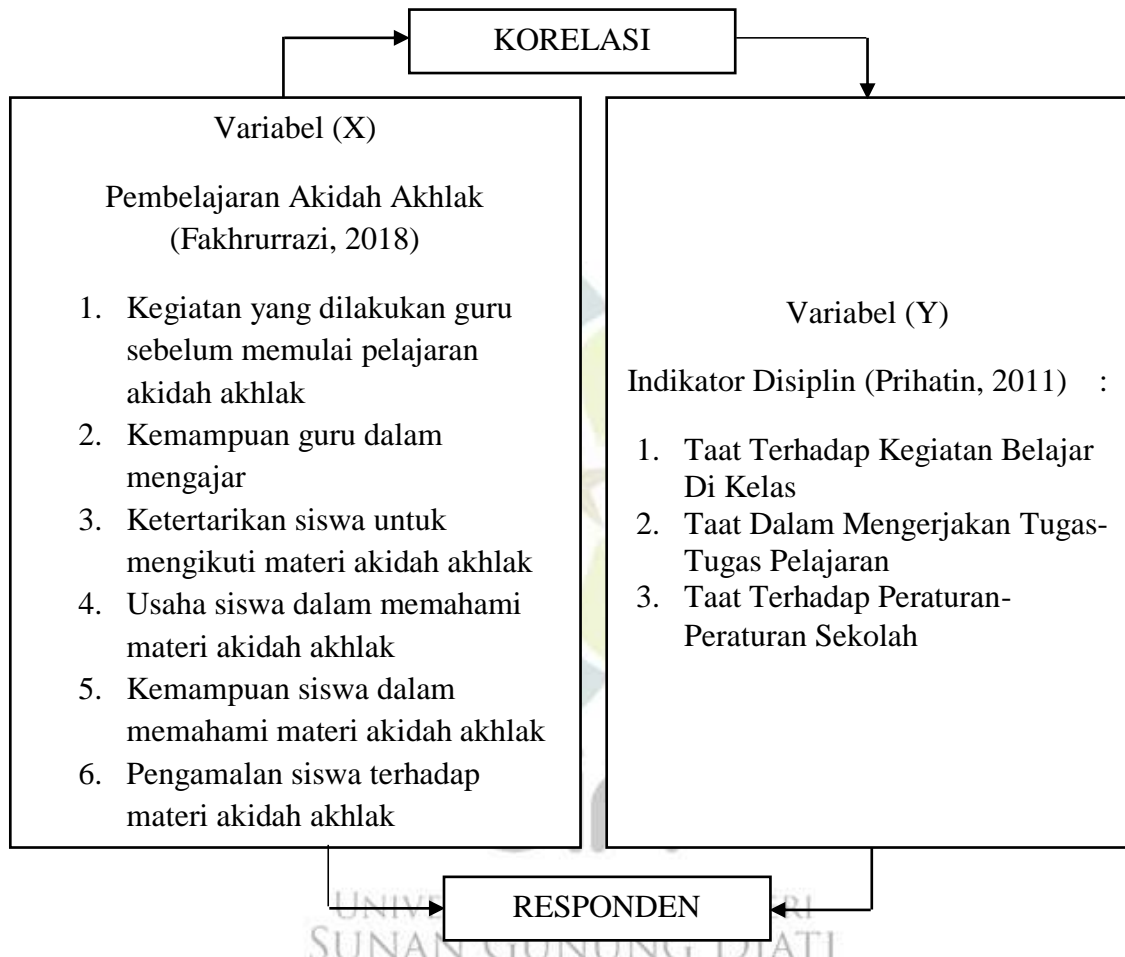 KORELASI
Variabel (X)
Pembelajaran Akidah Akhlak
(Fakhrurrazi, 2018)
1. Kegiatan yang dilakukan guru
sebelum memulai pelajaran
akidah akhlak
2. Kemampuan guru dalam
mengajar
3. Ketertarikan siswa untuk
mengikuti materi akidah akhlak
4. Usaha siswa dalam memahami
materi akidah akhlak
5. Kemampuan siswa dalam
memahami materi akidah akhlak
6. Pengamalan siswa terhadap
materi akidah akhlak
Variabel (Y)
Indikator Disiplin (Prihatin, 2011) :
1. Taat Terhadap Kegiatan Belajar
Di Kelas
2. Taat Dalam Mengerjakan Tugas-
Tugas Pelajaran
3. Taat Terhadap Peraturan-
Peraturan Sekolah
RESPONDEN
SUNAN GUNUNG DJATI